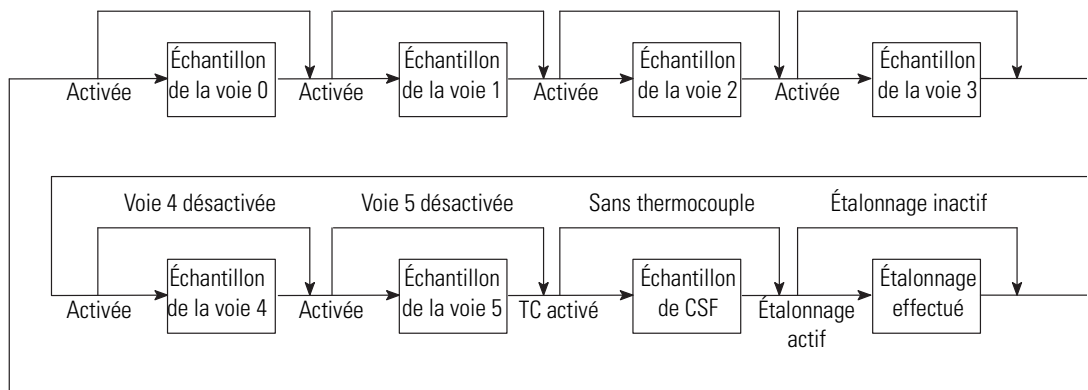 Échantillon
de la voie 0
Échantillon
de la voie 1
Échantillon
de la voie 2
Échantillon
de la voie 3
Activée
Activée
Activée
Activée
Voie 4 désactivée
Voie 5 désactivée
Sans thermocouple
Étalonnage inactif
Échantillon
de la voie 4
Échantillon
de la voie 5
Échantillon
de CSF
Étalonnage
effectué
Activée
Activée
TC activé
Étalonnage
actif